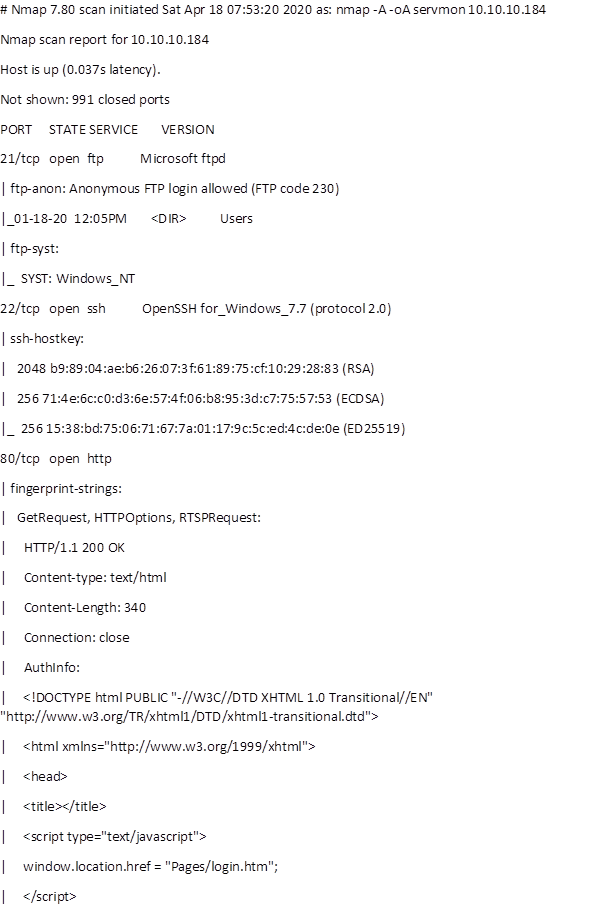 # Nmap 7.80 scan initiated Sat Apr 18 07:53:20 2020 as: nmap -A -oA servmon 10.10.10.184
Nmap scan report for 10.10.10.184
Host is up (0.037s latency).
Not shown: 991 closed ports
PORT     STATE SERVICE       VERSION
21/tcp   open  ftp           Microsoft ftpd
| ftp-anon: Anonymous FTP login allowed (FTP code 230)
|_01-18-20  12:05PM       <DIR>          Users
| ftp-syst:
|_  SYST: Windows_NT
22/tcp   open  ssh           OpenSSH for_Windows_7.7 (protocol 2.0)
| ssh-hostkey:
|   2048 b9:89:04:ae:b6:26:07:3f:61:89:75:cf:10:29:28:83 (RSA)
|   256 71:4e:6c:c0:d3:6e:57:4f:06:b8:95:3d:c7:75:57:53 (ECDSA)
|_  256 15:38:bd:75:06:71:67:7a:01:17:9c:5c:ed:4c:de:0e (ED25519)
80/tcp   open  http
| fingerprint-strings:
|   GetRequest, HTTPOptions, RTSPRequest:
|     HTTP/1.1 200 OK
|     Content-type: text/html
|     Content-Length: 340
|     Connection: close
|     AuthInfo:
|     <!DOCTYPE html PUBLIC "-//W3C//DTD XHTML 1.0 Transitional//EN"
"http://www.w3.org/TR/xhtml1/DTD/xhtml1-transitional.dtd">
|     <html xmlns="http://www.w3.org/1999/xhtml">
|     <head>
|     <title></title>
|     <script type="text/javascript">
|     window.location.href = "Pages/login.htm";
|     </script>